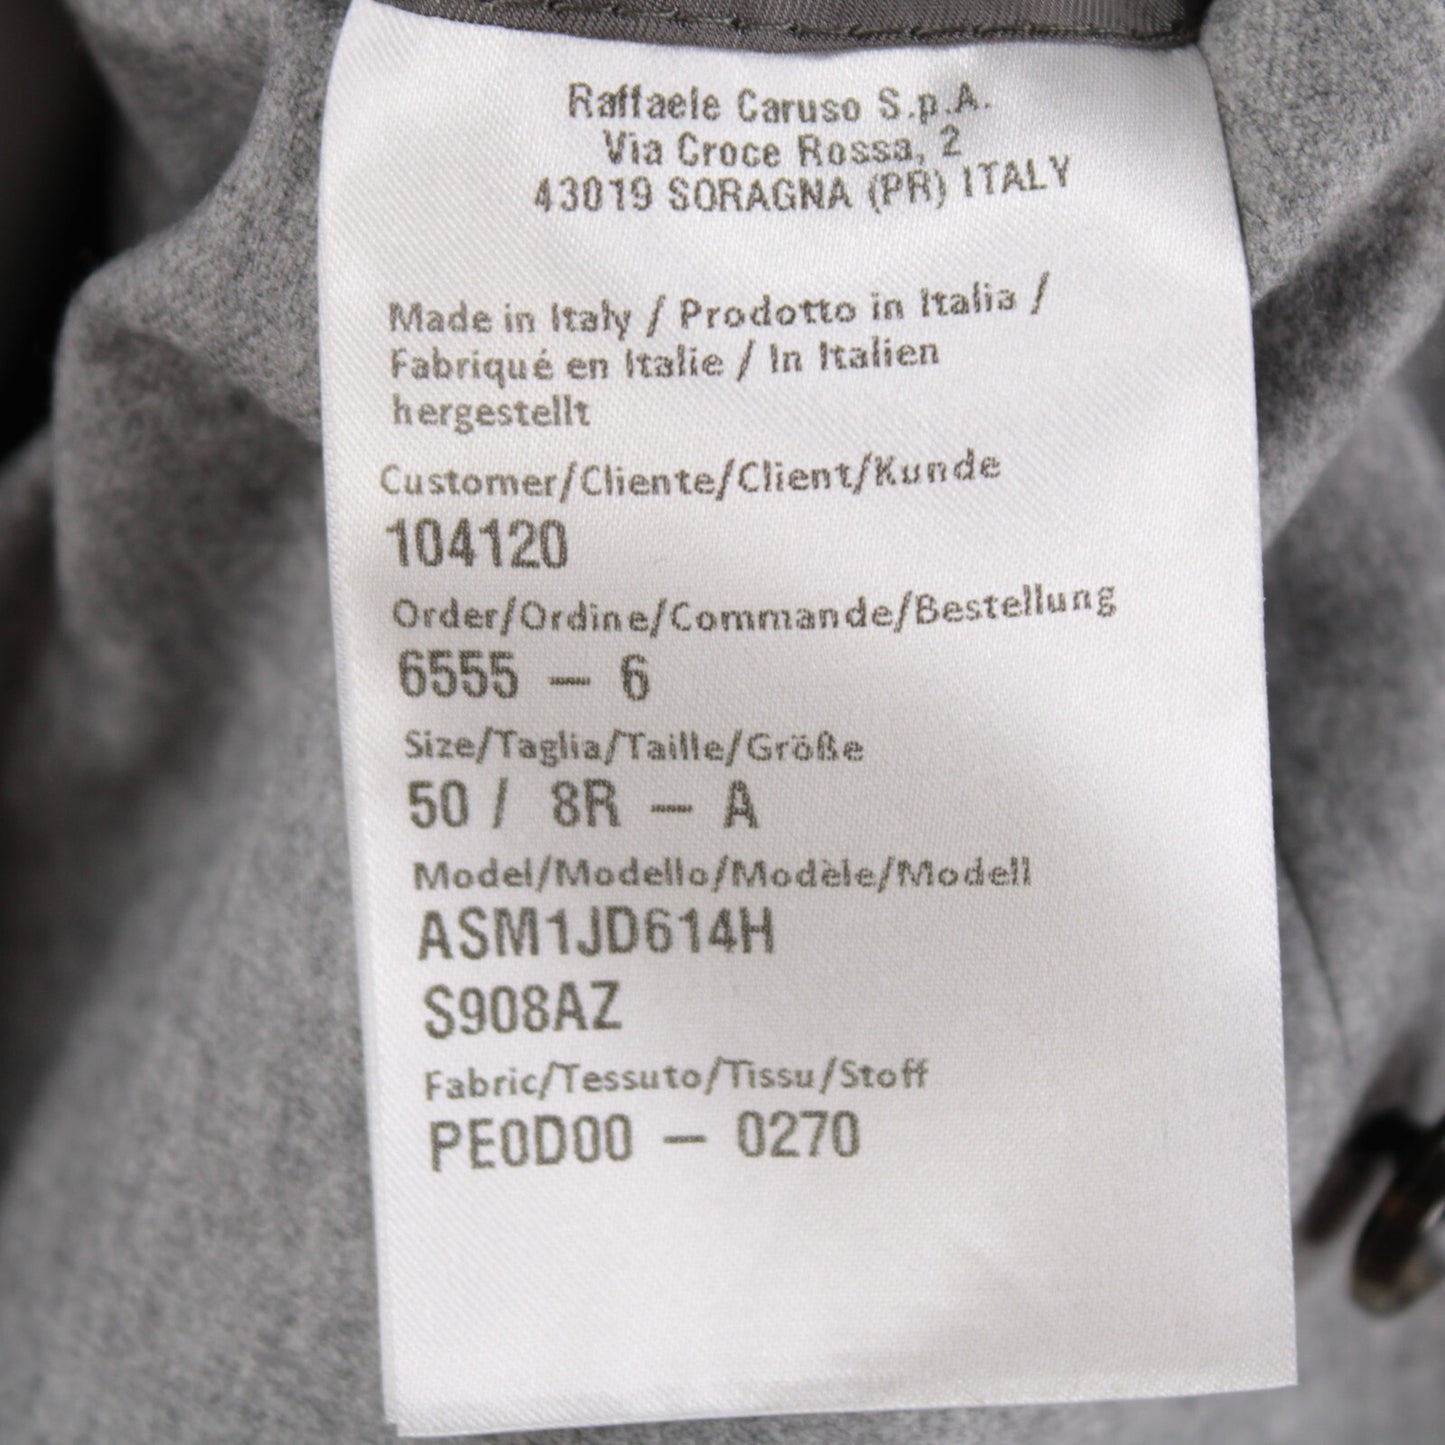 Raffaele Caruso S.p.A.
Via Croce Rossa, 2
43019 SORAGNA (PR) ITALY
Made in Italy / Prodotto in Italia /
Fabriqué en Italie / In Italien
hergestellt
Customer/Cliente/Client/Kunde
104120
Order/Ordine/Commande/Bestellung
6555 – 6
Size/Taglia/Taille/Größe
50 / 8R – A
Model/Modello/Modèle/Modell
ASM1JD614H
S908AZ
Fabric/Tessuto/Tissu/Stoff
PE0D00 – 0270